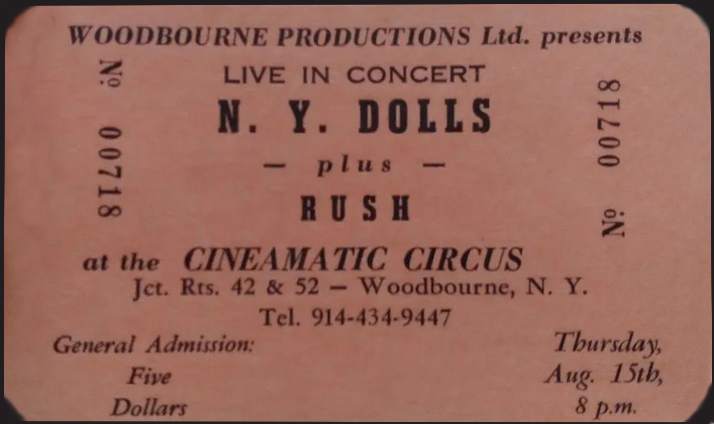 WOODBOURNE PRODUCTIONS Ltd. presents
LIVE IN CONCERT
N. Y. DOLLS
— plus —
RUSH
at the CINEAMATIC CIRCUS
Jct. Rts. 42 & 52 — Woodbourne, N. Y.
Tel. 914-434-9447
General Admission:
Five
Dollars
Thursday,
Aug. 15th,
8 p.m.
Nº 00718
Nº 00718